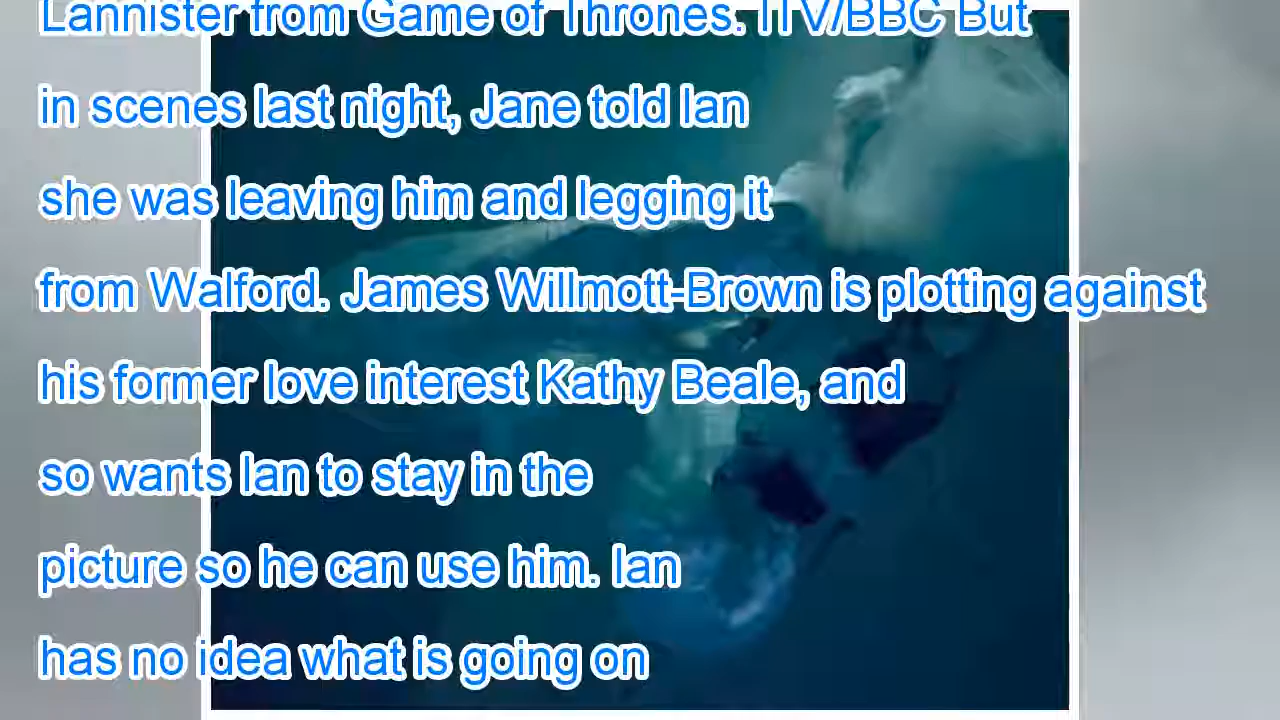 Lannister from Game of Thrones. ITV/BBC But
in scenes last night, Jane told Ian
she was leaving him and legging it
from Walford. James Willmott-Brown is plotting against
his former love interest Kathy Beale, and
so wants Ian to stay in the
picture so he can use him. Ian
has no idea what is going on